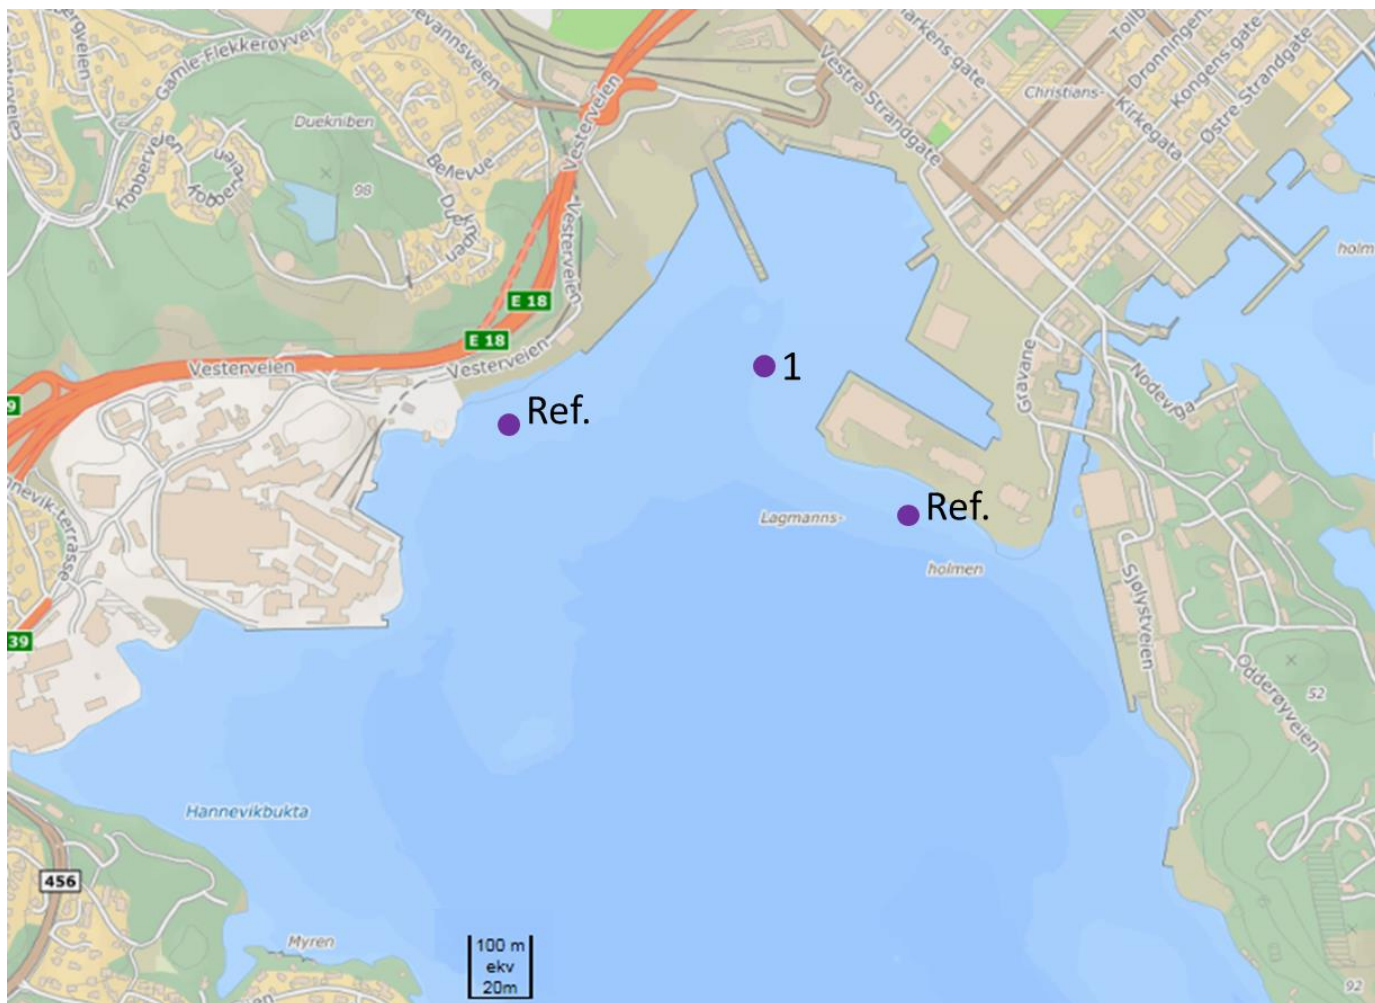 Gamle-Flekkerøyvei
Duekniben
98
Bellevue
Vesterveien
Vesterveien
E 18
E 18
Vesterveien
Vesterveien
Vestre Strandgate
Markens gate
Christians-
Kirkegata
Dronningens
Kongens gate
Østre Strandgate
holm
1
Ref.
Ref.
Gravane
Nodeviga
Lagmanns-
holmen
Sjølystveien
Odderøyveien
52
39
Hannevikbukta
456
Myren
100 m
ekv
20m
92